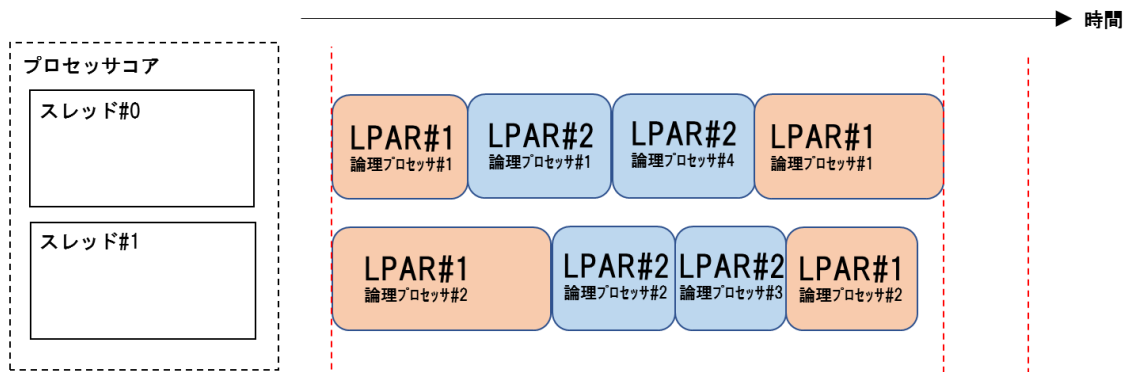 時間
プロセッサコア
スレッド#0
LPAR#1
論理プロセッサ#1
LPAR#2
論理プロセッサ#1
LPAR#2
論理プロセッサ#4
LPAR#1
論理プロセッサ#1
スレッド#1
LPAR#1
論理プロセッサ#2
LPAR#2
論理プロセッサ#2
LPAR#2
論理プロセッサ#3
LPAR#1
論理プロセッサ#2